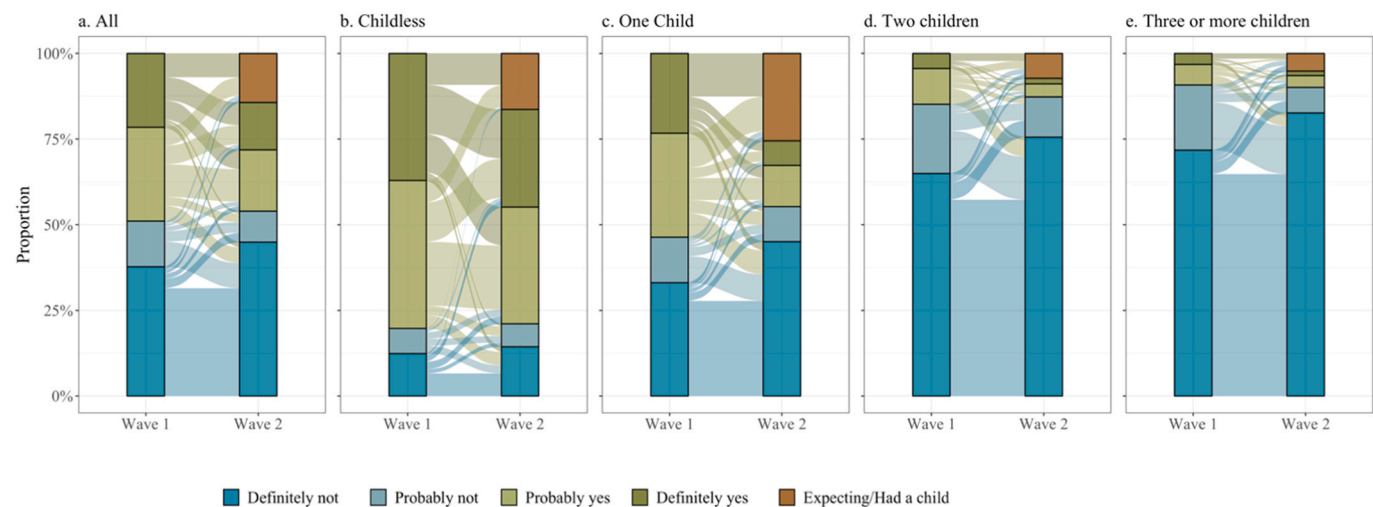 a. All
b. Childless
c. One Child
d. Two children
e. Three or more children
100%
75%
50%
25%
0%
Proportion
Wave 1 Wave 2
Wave 1 Wave 2
Wave 1 Wave 2
Wave 1 Wave 2
Wave 1 Wave 2
Definitely not
Probably not
Probably yes
Definitely yes
Expecting/Had a child